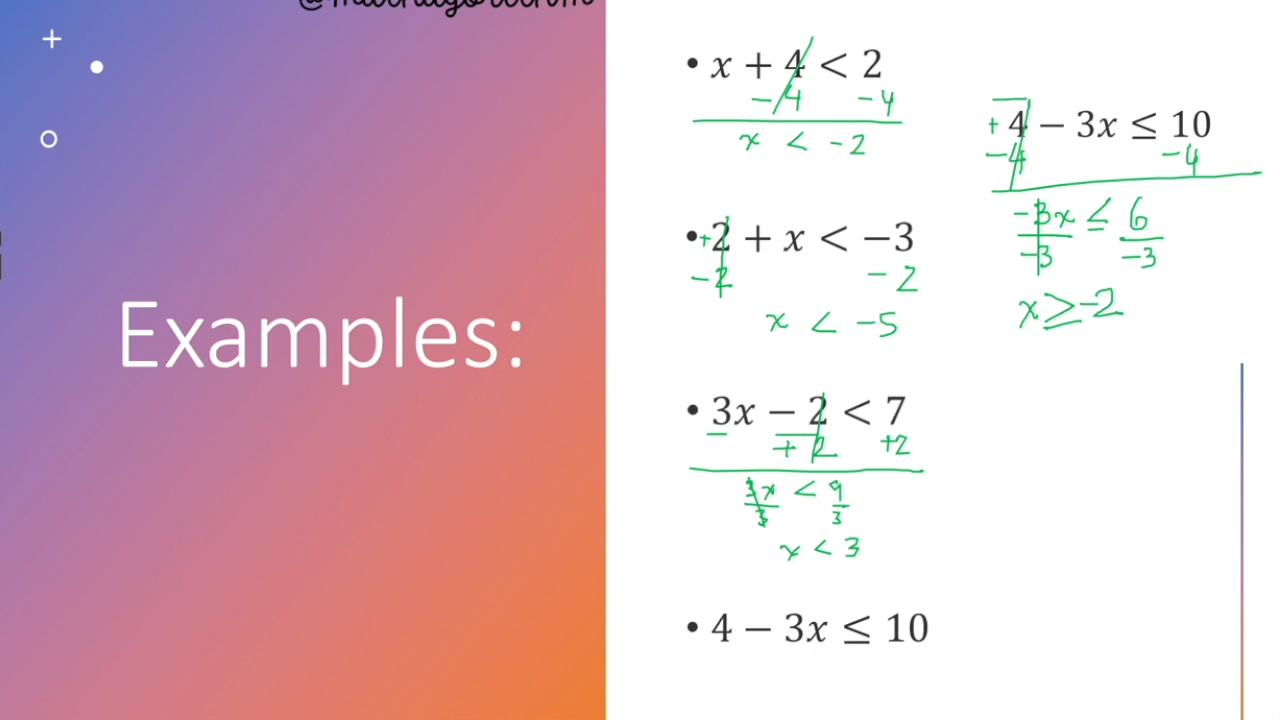 @mathalgorithm
Examples:
• x + 4 < 2
-4 -4
x < -2
• +2 + x < −3
-2 -2
x < -5
• 3x − 2 < 7
+2 +2
3x/3 < 9/3
x < 3
• 4 − 3x ≤ 10
+4 − 3x ≤ 10
-4 -4
-3x/-3 ≤ 6/-3
x ≥ -2